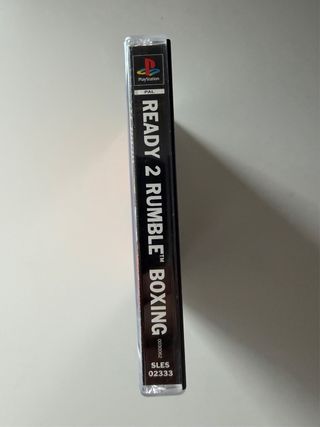 PlayStation
PAL
READY 2 RUMBLE™ BOXING
SLES
02333